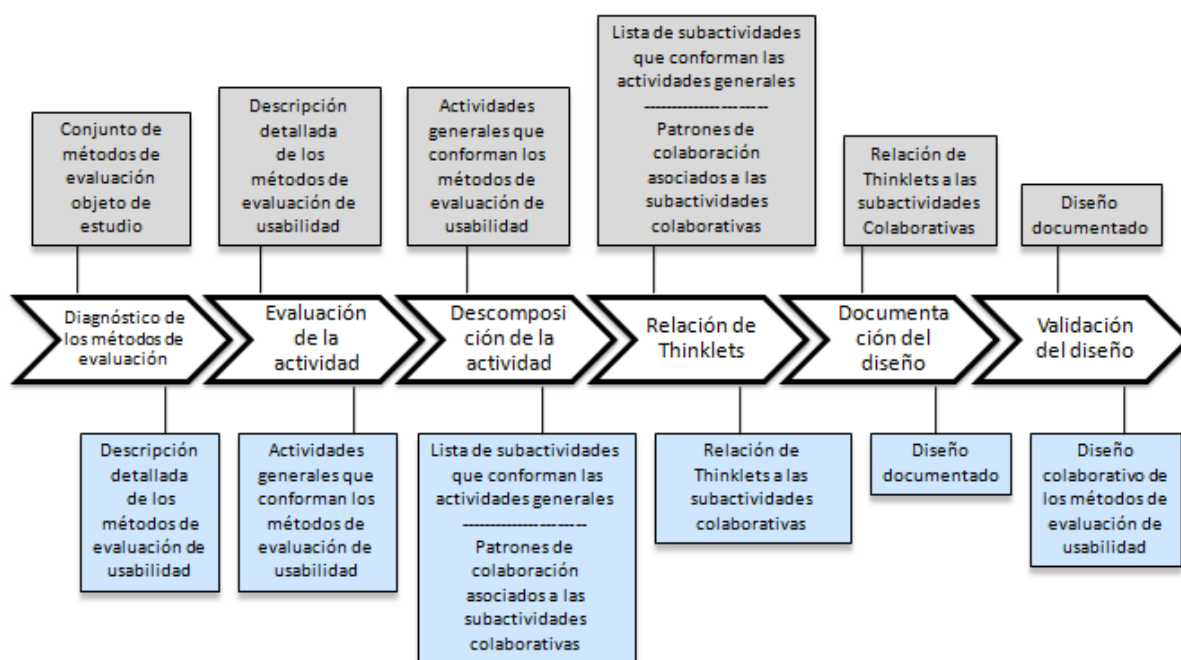 Conjunto de
métodos de
evaluación
objeto de
estudio
Descripción
detallada
de los
métodos de
evaluación de
usabilidad
Actividades
generales que
conforman los
métodos de
evaluación de
usabilidad
Lista de subactividades
que conforman las
actividades generales
----------------------
Patrones de
colaboración
asociados a las
subactividades
colaborativas
Relación de
Thinklets a las
subactividades
Colaborativas
Diseño
documentado
Diagnóstico de
los métodos de
evaluación
Evaluación
de la
actividad
Descomposi
ción de la
actividad
Relación de
Thinklets
Documenta
ción del
diseño
Validación
del diseño
Descripción
detallada
de los
métodos de
evaluación de
usabilidad
Actividades
generales que
conforman los
métodos de
evaluación de
usabilidad
Lista de subactividades
que conforman las
actividades generales
----------------------
Patrones de
colaboración
asociados a las
subactividades
colaborativas
Relación de
Thinklets a las
subactividades
colaborativas
Diseño
documentado
Diseño
colaborativo de
los métodos de
evaluación de
usabilidad